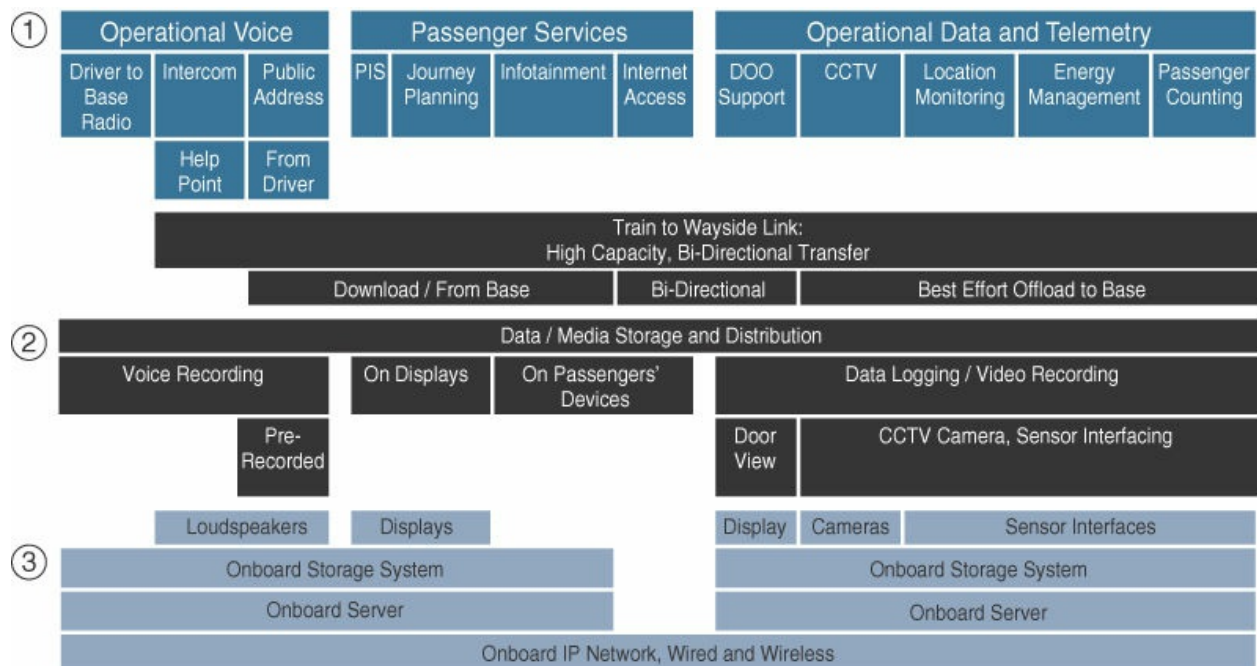 ①
Operational Voice
Passenger Services
Operational Data and Telemetry
Driver to
Base
Radio
Intercom
Public
Address
PIS
Journey
Planning
Infotainment
Internet
Access
DOO
Support
CCTV
Location
Monitoring
Energy
Management
Passenger
Counting
Help
Point
From
Driver
Train to Wayside Link:
High Capacity, Bi-Directional Transfer
Download / From Base
Bi-Directional
Best Effort Offload to Base
②
Data / Media Storage and Distribution
Voice Recording
On Displays
On Passengers'
Devices
Data Logging / Video Recording
Pre-
Recorded
Door
View
CCTV Camera, Sensor Interfacing
Loudspeakers
Displays
Display
Cameras
Sensor Interfaces
③
Onboard Storage System
Onboard Storage System
Onboard Server
Onboard Server
Onboard IP Network, Wired and Wireless